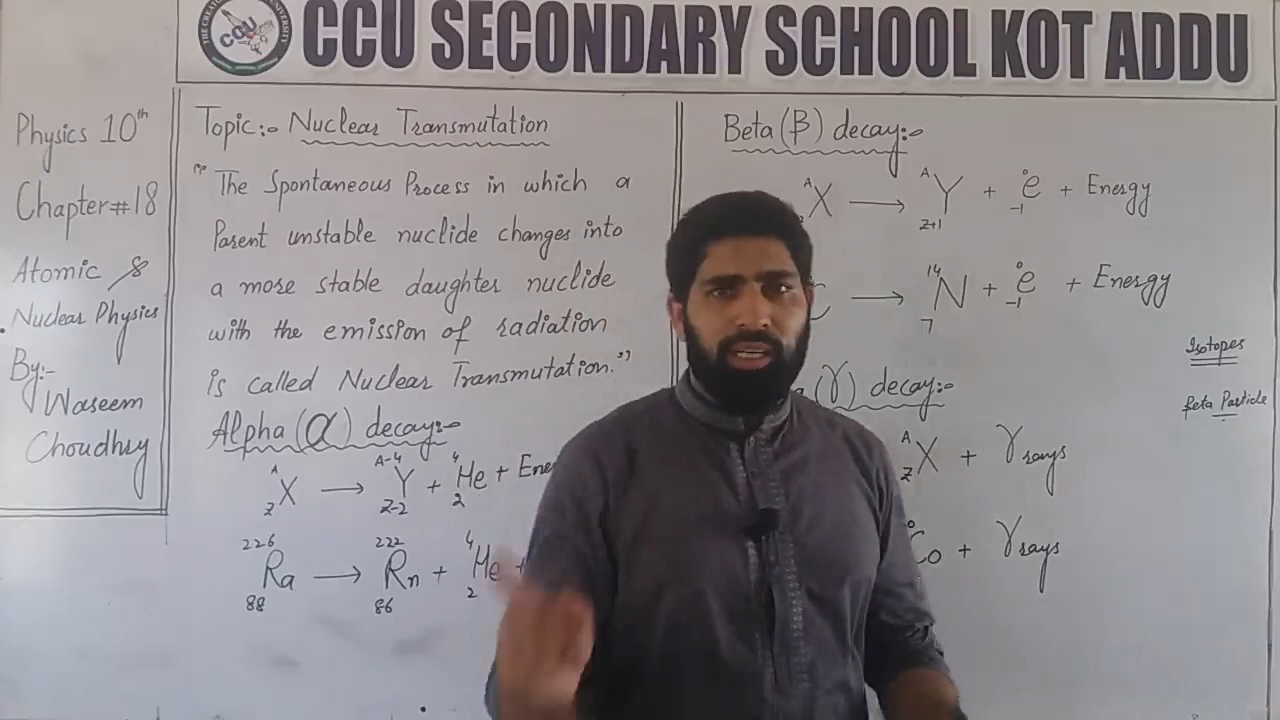 CCU SECONDARY SCHOOL KOT ADDU
Physics 10th
Chapter#18
Atomic &
Nuclear Physics
By:-
Waseem
Choudhry
Topic:- Nuclear Transmutation
"The Spontaneous Process in which a
Parent unstable nuclide changes into
a more stable daughter nuclide
with the emission of radiation
is called Nuclear Transmutation."
Alpha (α) decay:-
A Z X → A-4 Z-2 Y + 4 2 He + Ene
226 88 Ra → 222 86 Rn + 4 2 He +
Beta (β) decay:-
A X → A Z+1 Y + 0 -1 e + Energy
C → 14 7 N + 0 -1 e + Energy
(γ) decay:-
A Z X + γ rays
Co + γ rays
Isotopes
Beta Particle